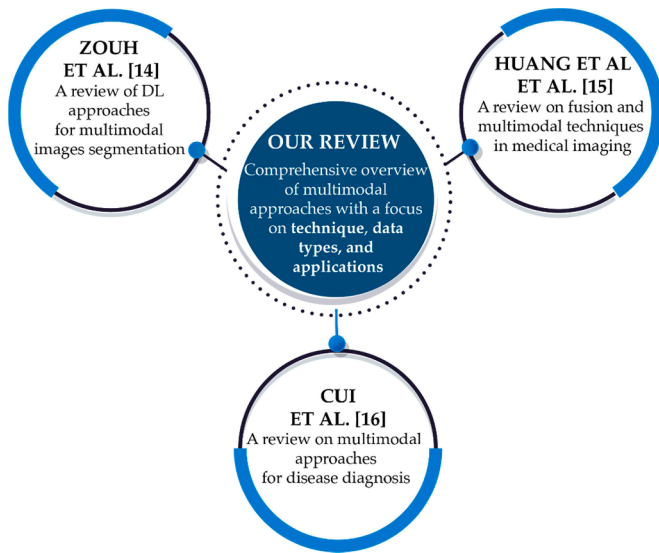 ZOUH
ET AL. [14]
A review of DL
approaches
for multimodal
images segmentation
OUR REVIEW
Comprehensive overview
of multimodal
approaches with a focus
on technique, data
types, and
applications
HUANG ET AL
ET AL. [15]
A review on fusion and
multimodal techniques
in medical imaging
CUI
ET AL. [16]
A review on multimodal
approaches
for disease diagnosis